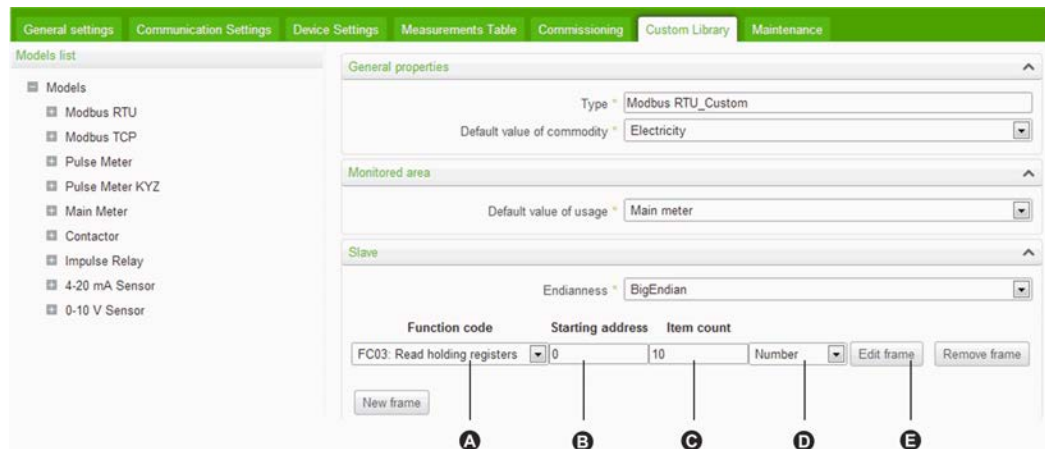 General settings Communication Settings Device Settings Measurements Table Commissioning Custom Library Maintenance
Models list
Models
Modbus RTU
Modbus TCP
Pulse Meter
Pulse Meter KYZ
Main Meter
Contactor
Impulse Relay
4-20 mA Sensor
0-10 V Sensor
General properties
Type * Modbus RTU_Custom
Default value of commodity * Electricity
Monitored area
Default value of usage * Main meter
Slave
Endianness * BigEndian
Function code Starting address Item count
FC03: Read holding registers 0 10 Number Edit frame Remove frame
New frame
A B C D E